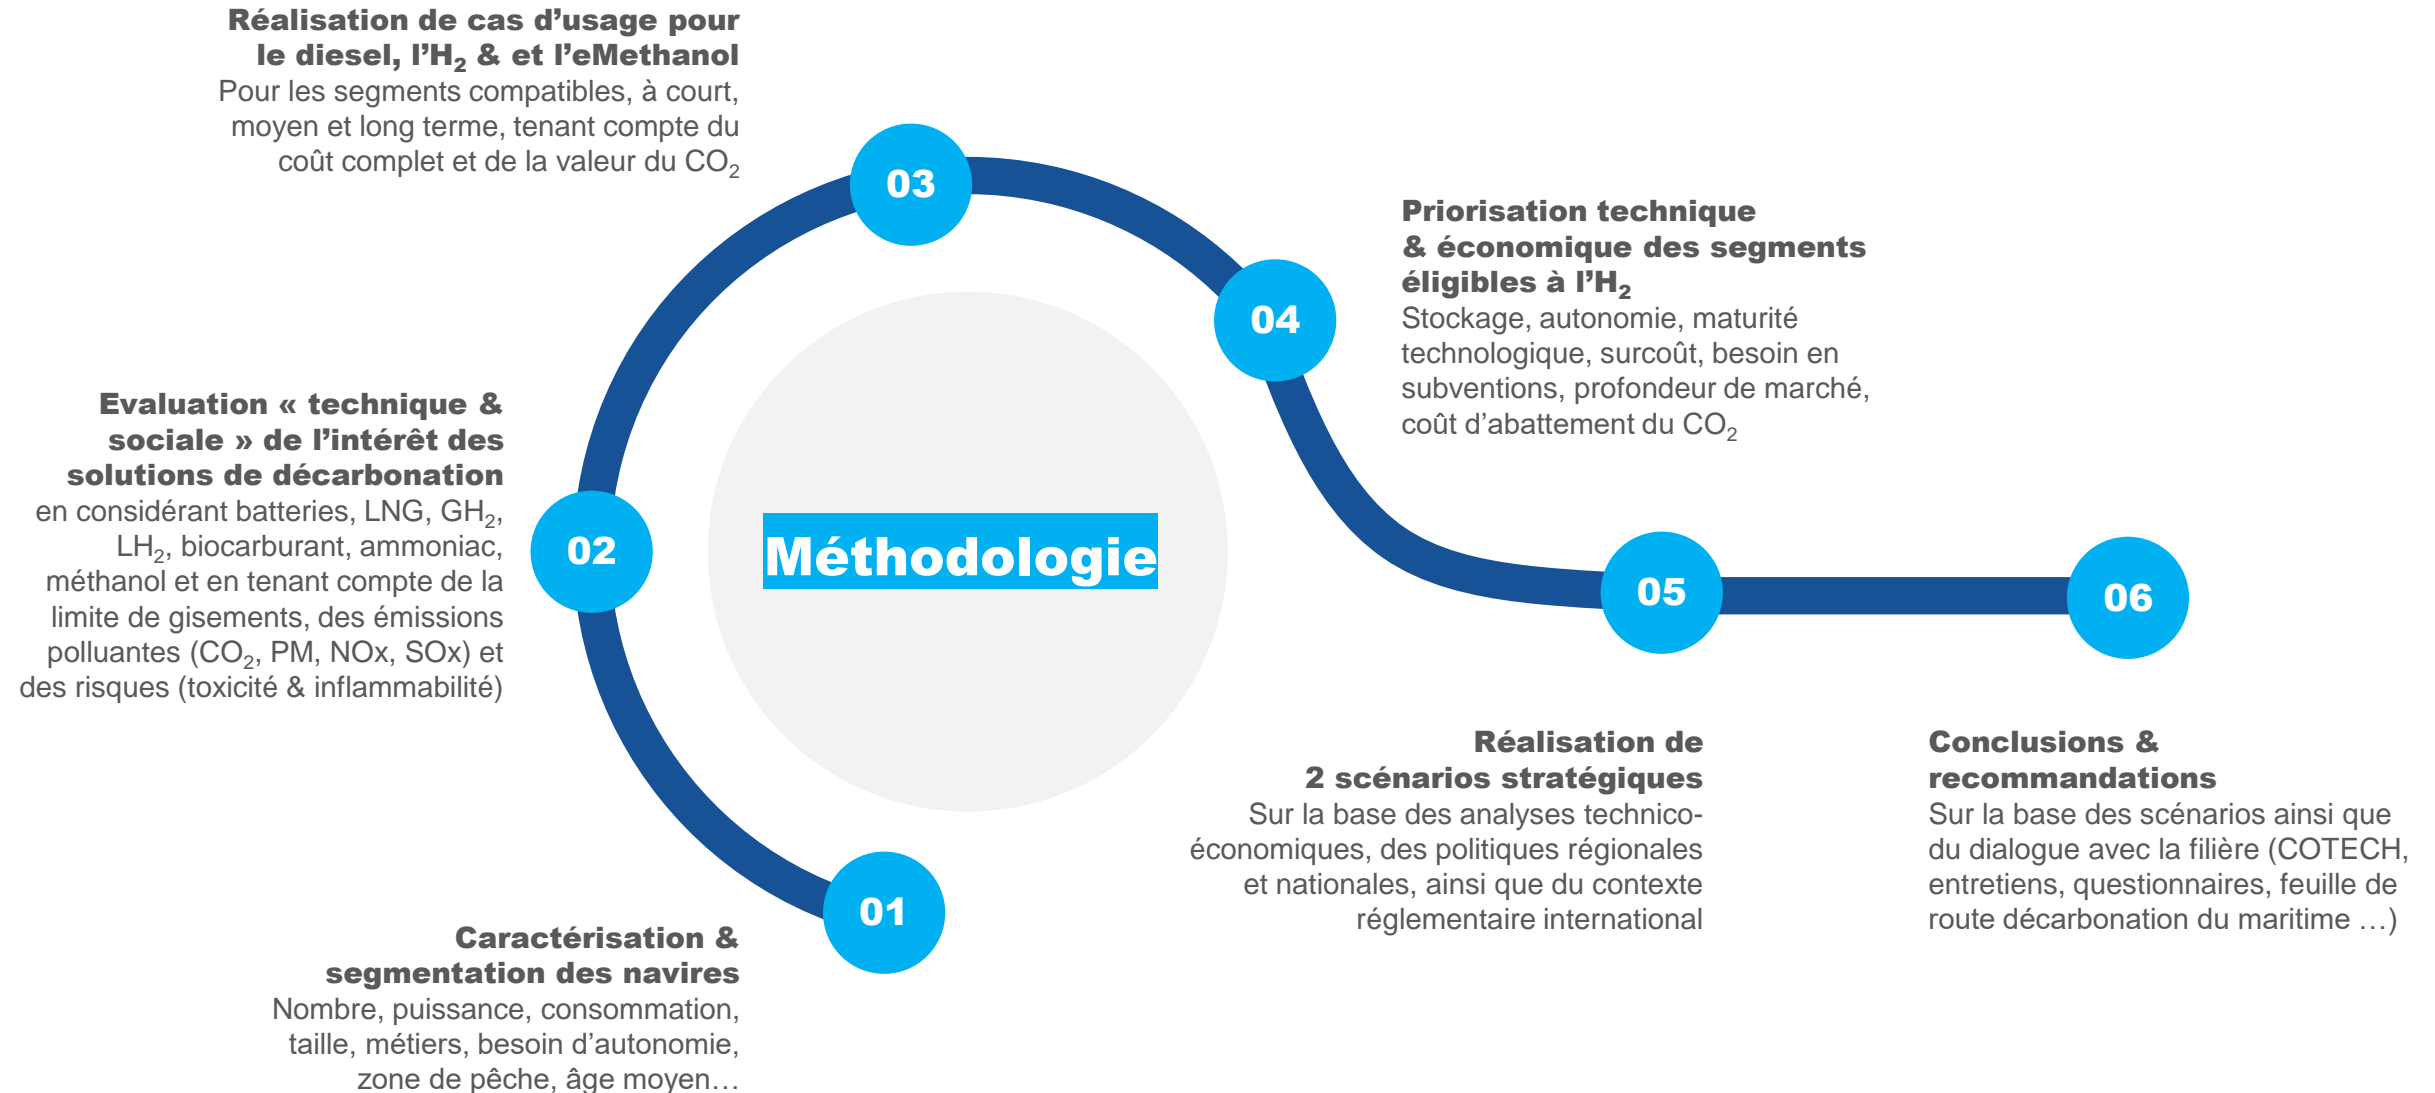 Réalisation de cas d’usage pour
le diesel, l’H₂ & et l’eMethanol
Pour les segments compatibles, à court,
moyen et long terme, tenant compte du
coût complet et de la valeur du CO₂
03
04
Priorisation technique
& économique des segments
éligibles à l’H₂
Stockage, autonomie, maturité
technologique, surcoût, besoin en
subventions, profondeur de marché,
coût d’abattement du CO₂
Evaluation « technique &
sociale » de l’intérêt des
solutions de décarbonation
en considérant batteries, LNG, GH₂,
LH₂, biocarburant, ammoniac,
méthanol et en tenant compte de la
limite de gisements, des émissions
polluantes (CO₂, PM, NOx, SOx) et
des risques (toxicité & inflammabilité)
02
Méthodologie
05
06
Réalisation de
2 scénarios stratégiques
Sur la base des analyses technico-
économiques, des politiques régionales
et nationales, ainsi que du contexte
réglementaire international
Conclusions &
recommandations
Sur la base des scénarios ainsi que
du dialogue avec la filière (COTECH,
entretiens, questionnaires, feuille de
route décarbonation du maritime …)
01
Caractérisation &
segmentation des navires
Nombre, puissance, consommation,
taille, métiers, besoin d’autonomie,
zone de pêche, âge moyen…